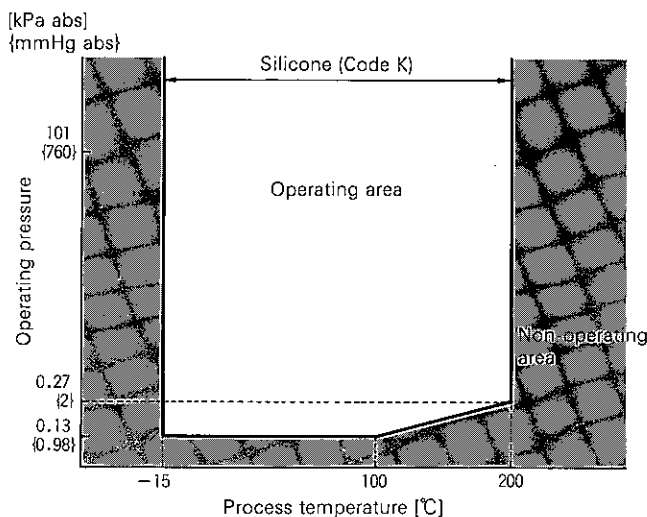 [kPa abs]
{mmHg abs}
Silicone (Code K)
101
{760}
Operating area
Operating pressure
Non-operating
area
0.27
{2}
0.13
{0.98}
−15
100
200
Process temperature [℃]